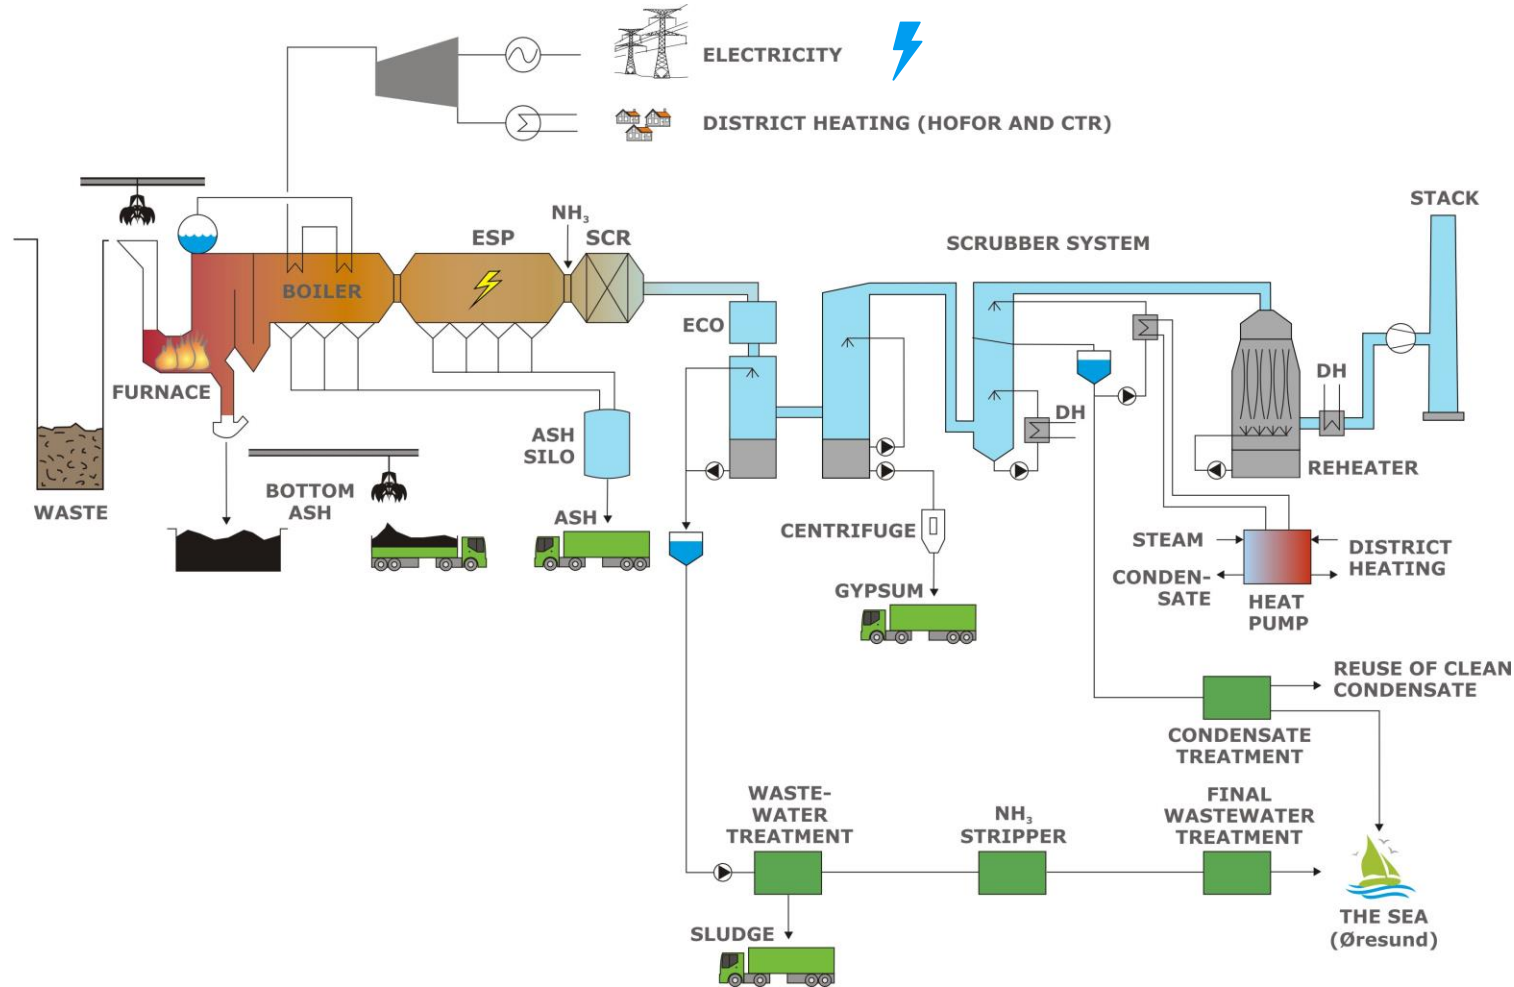 ELECTRICITY
DISTRICT HEATING (HOFOR AND CTR)
STACK
NH₃
ESP
SCR
SCRUBBER SYSTEM
BOILER
ECO
FURNACE
DH
DH
ASH
SILO
REHEATER
BOTTOM
ASH
WASTE
ASH
CENTRIFUGE
STEAM
DISTRICT
HEATING
CONDEN-
SATE
GYPSUM
HEAT
PUMP
REUSE OF CLEAN
CONDENSATE
CONDENSATE
TREATMENT
WASTE-
WATER
TREATMENT
NH₃
STRIPPER
FINAL
WASTEWATER
TREATMENT
THE SEA
(Øresund)
SLUDGE